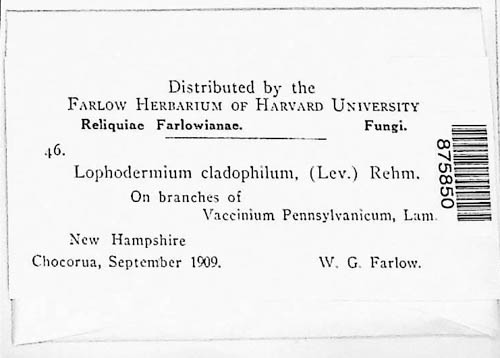 Distributed by the
FARLOW HERBARIUM OF HARVARD UNIVERSITY
Reliquiae Farlowianae. Fungi.
46.
Lophodermium cladophilum, (Lev.) Rehm.
On branches of
Vaccinium Pennsylvanicum, Lam.
New Hampshire
Chocorua, September 1909. W. G. Farlow.
875850